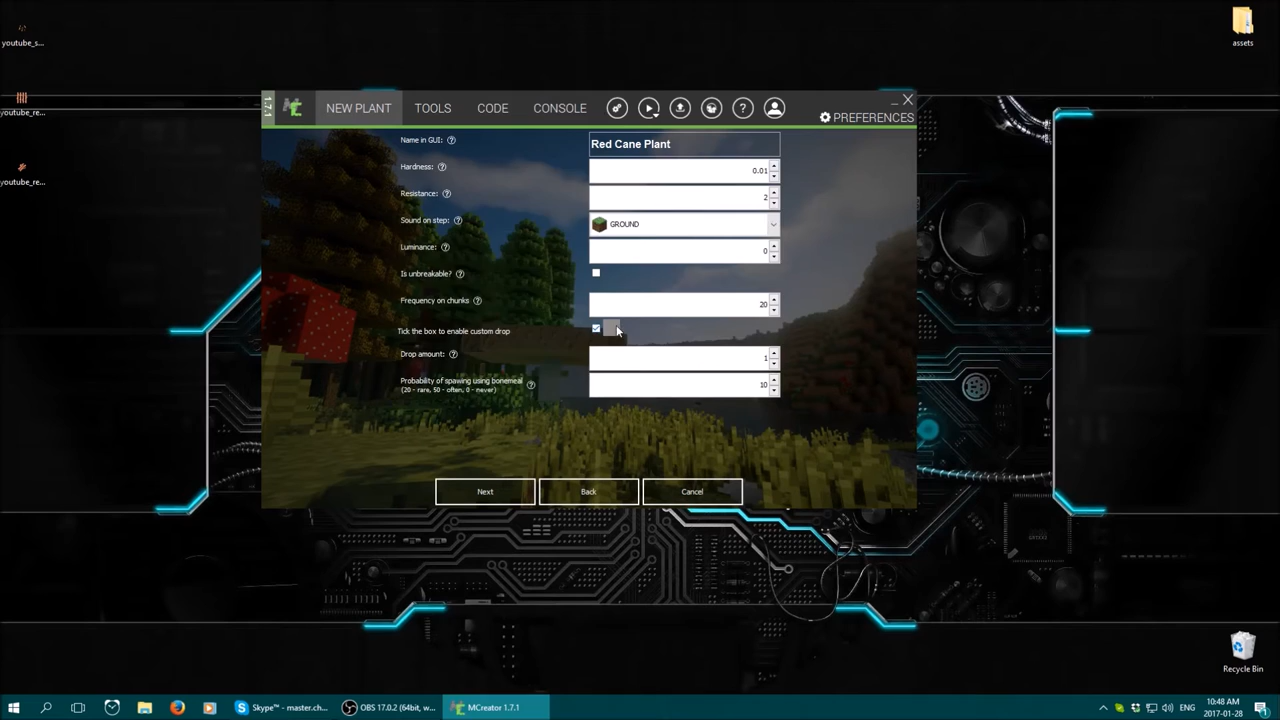 youtube_s...
youtube_re...
youtube_re...
assets
1.7.1
NEW PLANT
TOOLS
CODE
CONSOLE
PREFERENCES
Name in GUI:
Red Cane Plant
Hardness:
0.01
Resistance:
2
Sound on step:
GROUND
Luminance:
0
Is unbreakable?
Frequency on chunks
20
Tick the box to enable custom drop
Drop amount:
1
Probability of spawing using bonemeal
(20 - rare, 50 - often, 0 - never)
10
Next
Back
Cancel
Recycle Bin
Skype™ - master.ch...
OBS 17.0.2 (64bit, w...
MCreator 1.7.1
ENG
10:48 AM
2017-01-28